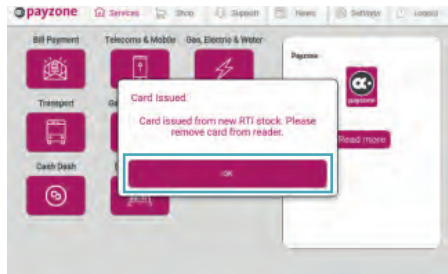 payzone
Services
Shop
Support
News
Settings
Logout
Bill Payment
Telecoms & Mobile
Gas, Electric & Water
Payzone
Card Issued
Card issued from new RTI stock. Please
remove card from reader.
OK
Transport
payzone
Read more
Cash Dash